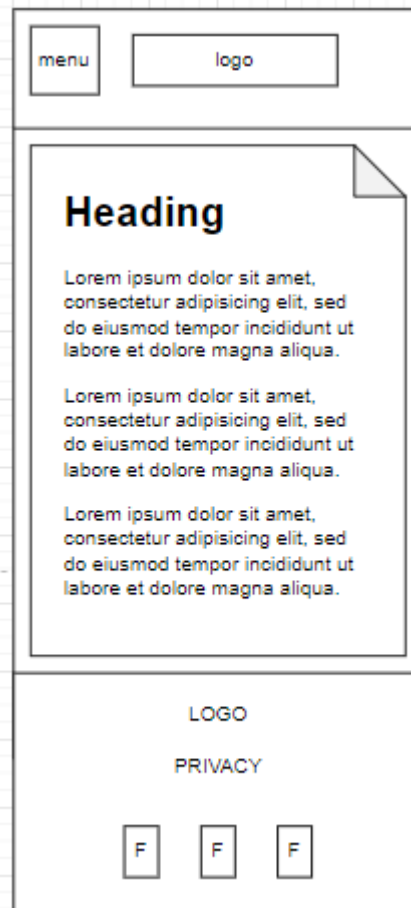 menu
logo
Heading
Lorem ipsum dolor sit amet,
consectetur adipisicing elit, sed
do eiusmod tempor incididunt ut
labore et dolore magna aliqua.
Lorem ipsum dolor sit amet,
consectetur adipisicing elit, sed
do eiusmod tempor incididunt ut
labore et dolore magna aliqua.
Lorem ipsum dolor sit amet,
consectetur adipisicing elit, sed
do eiusmod tempor incididunt ut
labore et dolore magna aliqua.
LOGO
PRIVACY
F F F